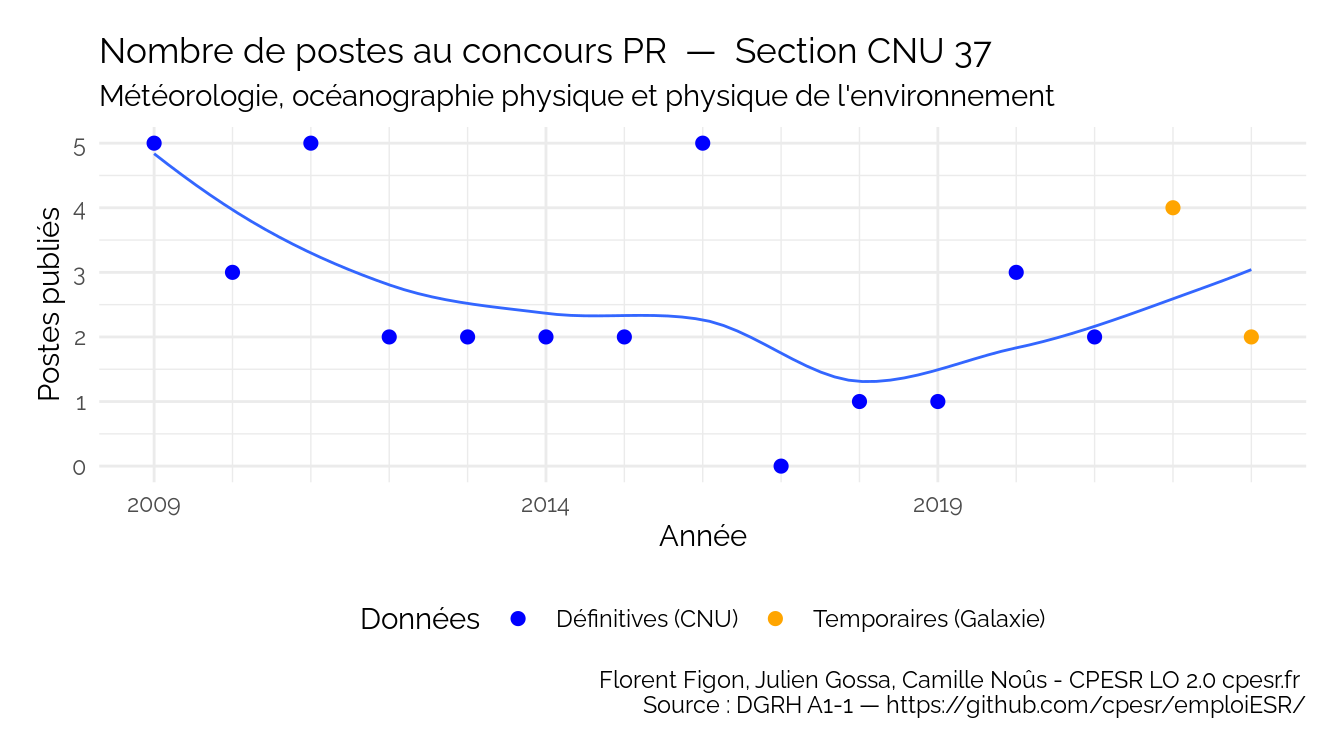 Nombre de postes au concours PR — Section CNU 37
Météorologie, océanographie physique et physique de l'environnement
Postes publiés
5
4
3
2
1
0
2009 2014 2019
Année
Données Définitives (CNU) Temporaires (Galaxie)
Florent Figon, Julien Gossa, Camille Noûs - CPESR LO 2.0 cpesr.fr
Source : DGRH A1-1 — https://github.com/cpesr/emploiESR/